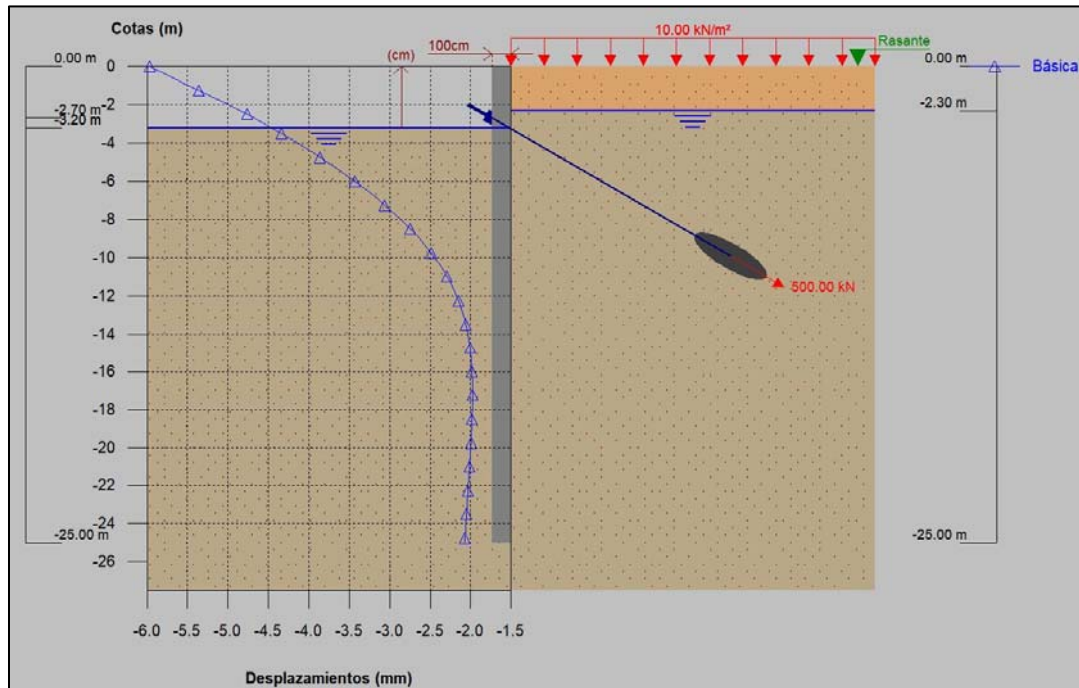 Cotas (m)
10.00 kN/m²
Rasante
100cm
(cm)
0.00 m
0
0.00 m
Básica
-2.70 m
-3.20 m
-2
-2.30 m
-4
-6
-8
-10
500.00 kN
-12
-14
-16
-18
-20
-22
-24
-25.00 m
-25.00 m
-26
-6.0 -5.5 -5.0 -4.5 -4.0 -3.5 -3.0 -2.5 -2.0 -1.5
Desplazamientos (mm)